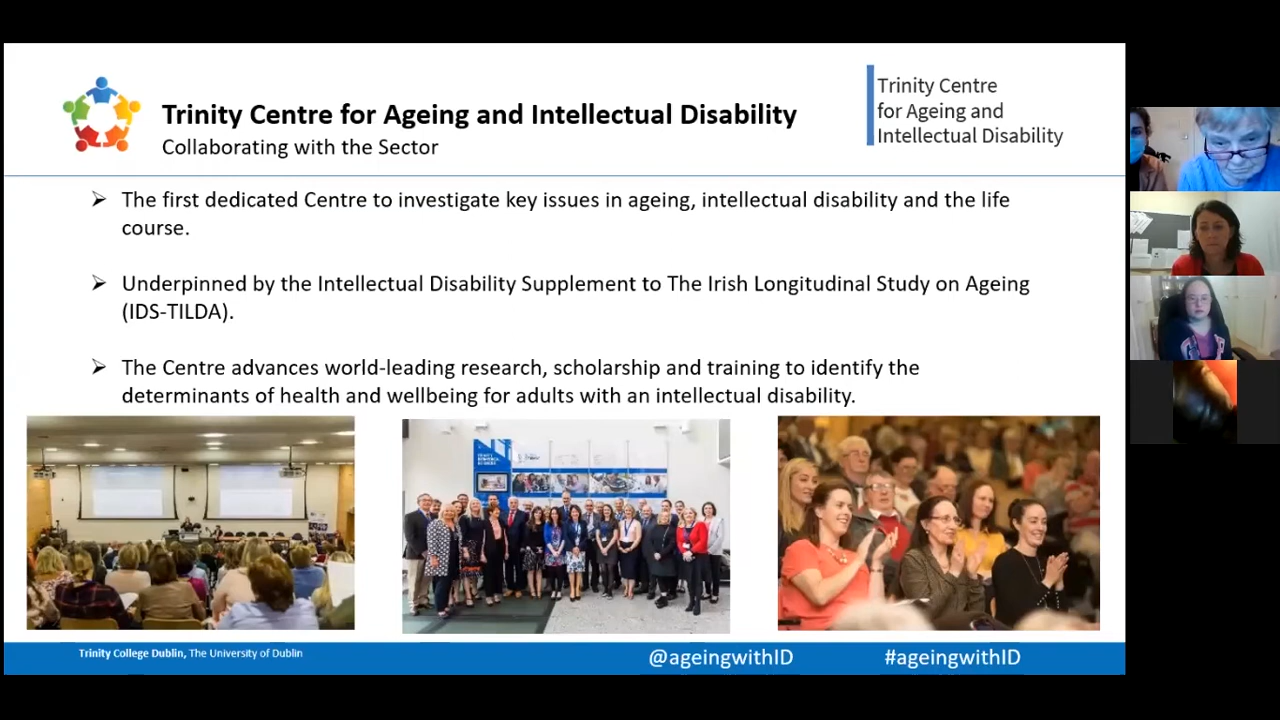 Trinity Centre for Ageing and Intellectual Disability
Collaborating with the Sector
Trinity Centre
for Ageing and
Intellectual Disability
➢ The first dedicated Centre to investigate key issues in ageing, intellectual disability and the life
course.
➢ Underpinned by the Intellectual Disability Supplement to The Irish Longitudinal Study on Ageing
(IDS-TILDA).
➢ The Centre advances world-leading research, scholarship and training to identify the
determinants of health and wellbeing for adults with an intellectual disability.
Trinity College Dublin, The University of Dublin
@ageingwithID
#ageingwithID